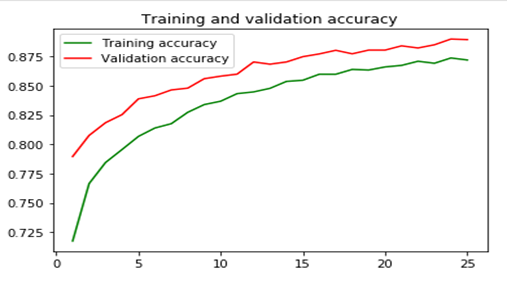 Training and validation accuracy
Training accuracy
Validation accuracy
0.875
0.850
0.825
0.800
0.775
0.750
0.725
0 5 10 15 20 25